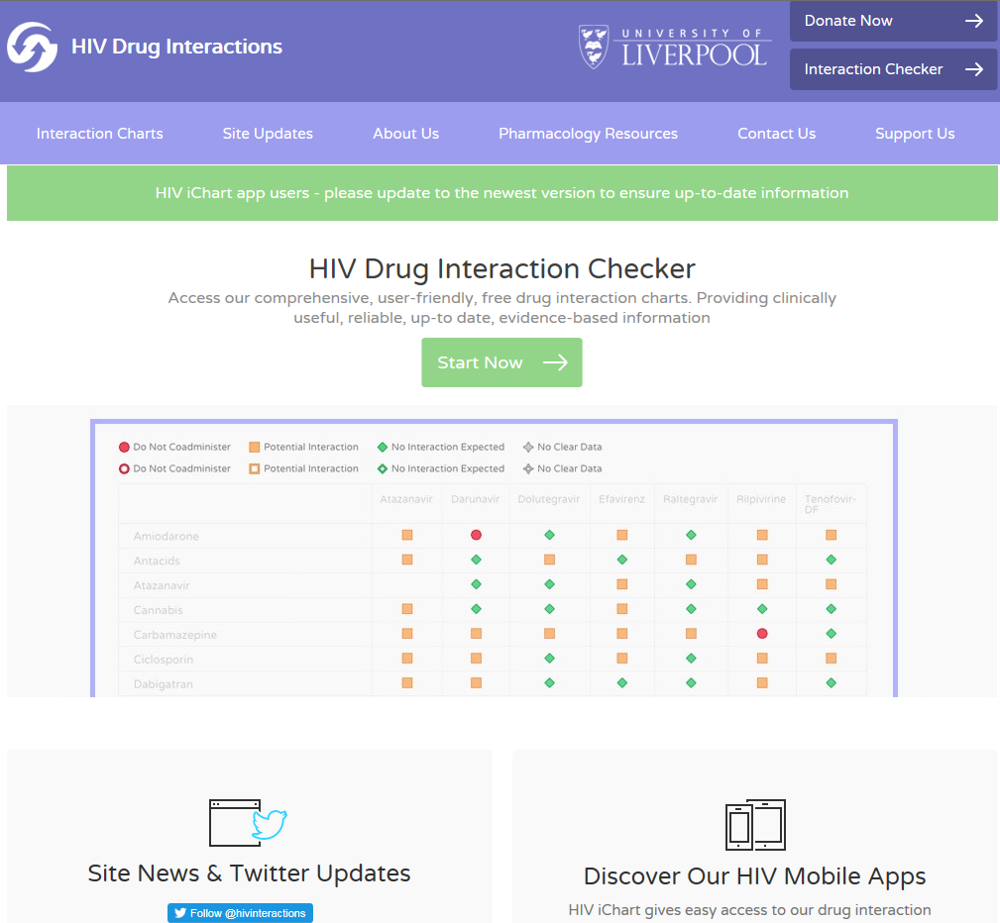 HIV Drug Interactions
UNIVERSITY OF
LIVERPOOL
Donate Now
Interaction Checker
Interaction Charts
Site Updates
About Us
Pharmacology Resources
Contact Us
Support Us
HIV iChart app users - please update to the newest version to ensure up-to-date information
HIV Drug Interaction Checker
Access our comprehensive, user-friendly, free drug interaction charts. Providing clinically
useful, reliable, up-to date, evidence-based information
Start Now
Do Not Coadminister Potential Interaction No Interaction Expected No Clear Data
Do Not Coadminister Potential Interaction No Interaction Expected No Clear Data
Atazanavir Darunavir Dolutegravir Efavirenz Raltegravir Rilpivirine Tenofovir-
DF
Amiodarone
Antacids
Atazanavir
Cannabis
Carbamazepine
Ciclosporin
Dabigatran
Site News & Twitter Updates
Follow @hivinteractions
Discover Our HIV Mobile Apps
HIV iChart gives easy access to our drug interaction